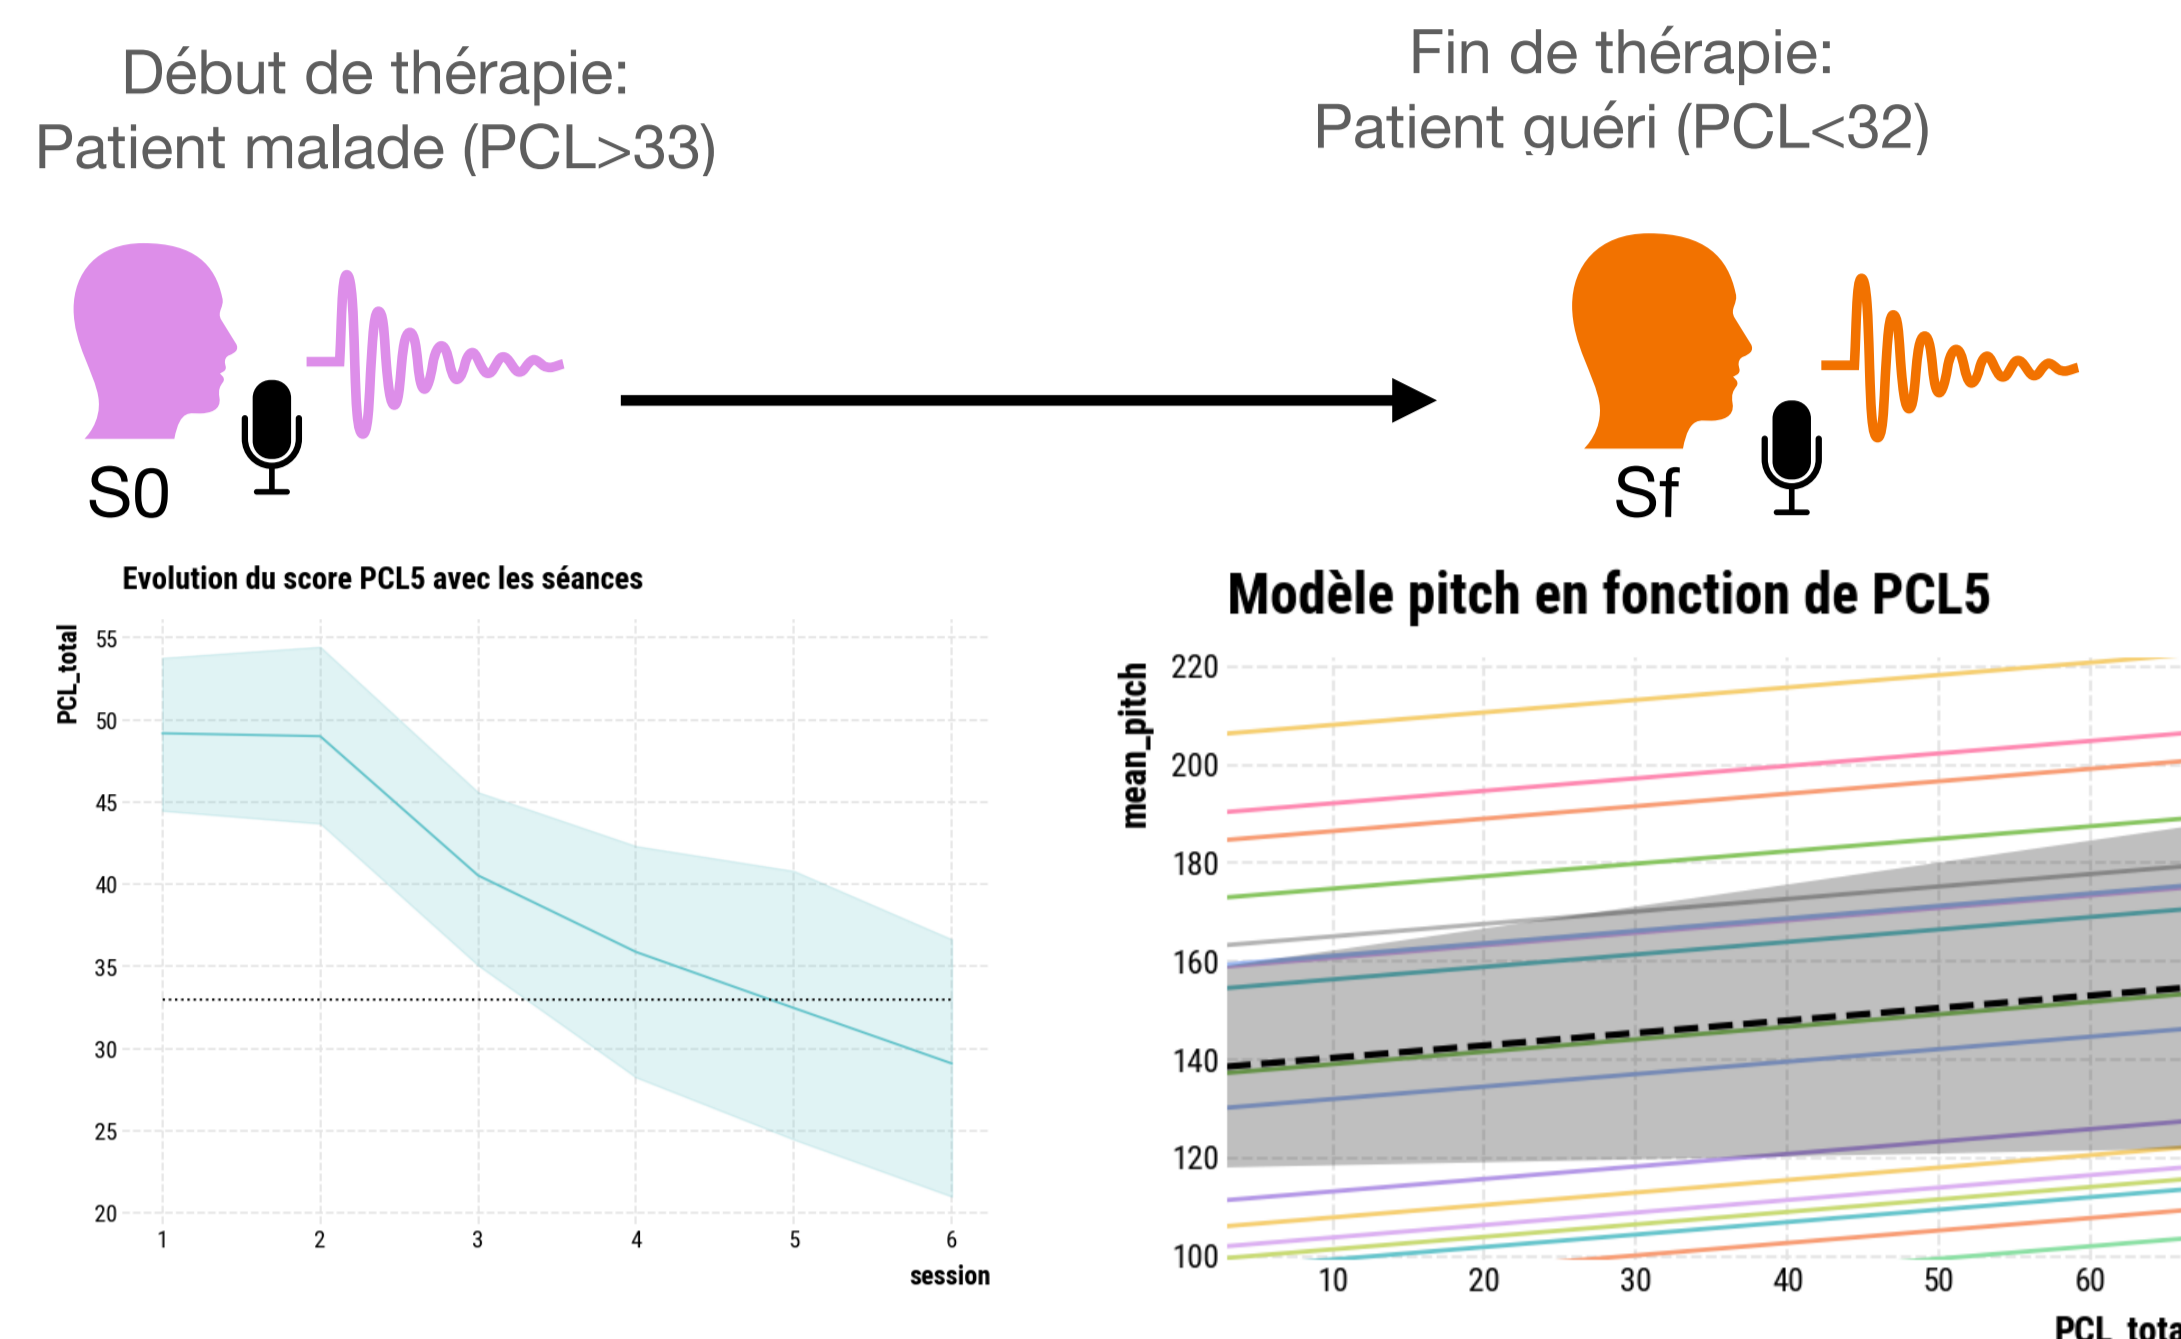 Début de thérapie:
Patient malade (PCL>33)
Fin de thérapie:
Patient guéri (PCL<32)
S0
Sf
Evolution du score PCL5 avec les séances
PCL_total
55
50
45
40
35
30
25
20
1 2 3 4 5 6
session
Modèle pitch en fonction de PCL5
mean_pitch
220
200
180
160
140
120
100
10 20 30 40 50 60
PCL_tota